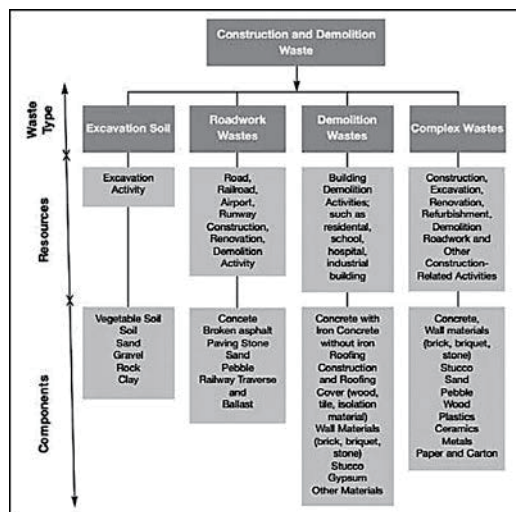 Construction and Demolition
Waste
Waste
Type
Excavation Soil
Roadwork
Wastes
Demolition
Wastes
Complex Wastes
Resources
Excavation
Activity
Road,
Railroad,
Airport,
Runway
Construction,
Renovation,
Demolition
Activity
Building
Demolition
Activities;
such as
residental,
school,
hospital,
industrial
building
Construction,
Excavation,
Renovation,
Refurbishment,
Demolition
Roadwork and
Other
Construction-
Related Activities
Components
Vegetable Soil
Soil
Sand
Gravel
Rock
Clay
Concete
Broken asphalt
Paving Stone
Sand
Pebble
Railway Traverse
and
Ballast
Concrete with
Iron Concrete
without iron
Roofing
Construction
and Roofing
Cover (wood,
tile, isolation
material)
Wall Materials
(brick, briquet,
stone)
Stucco
Gypsum
Other Materials
Concrete,
Wall materials
(brick, briquet,
stone)
Stucco
Sand
Pebble
Wood
Plastics
Ceramics
Metals
Paper and Carton